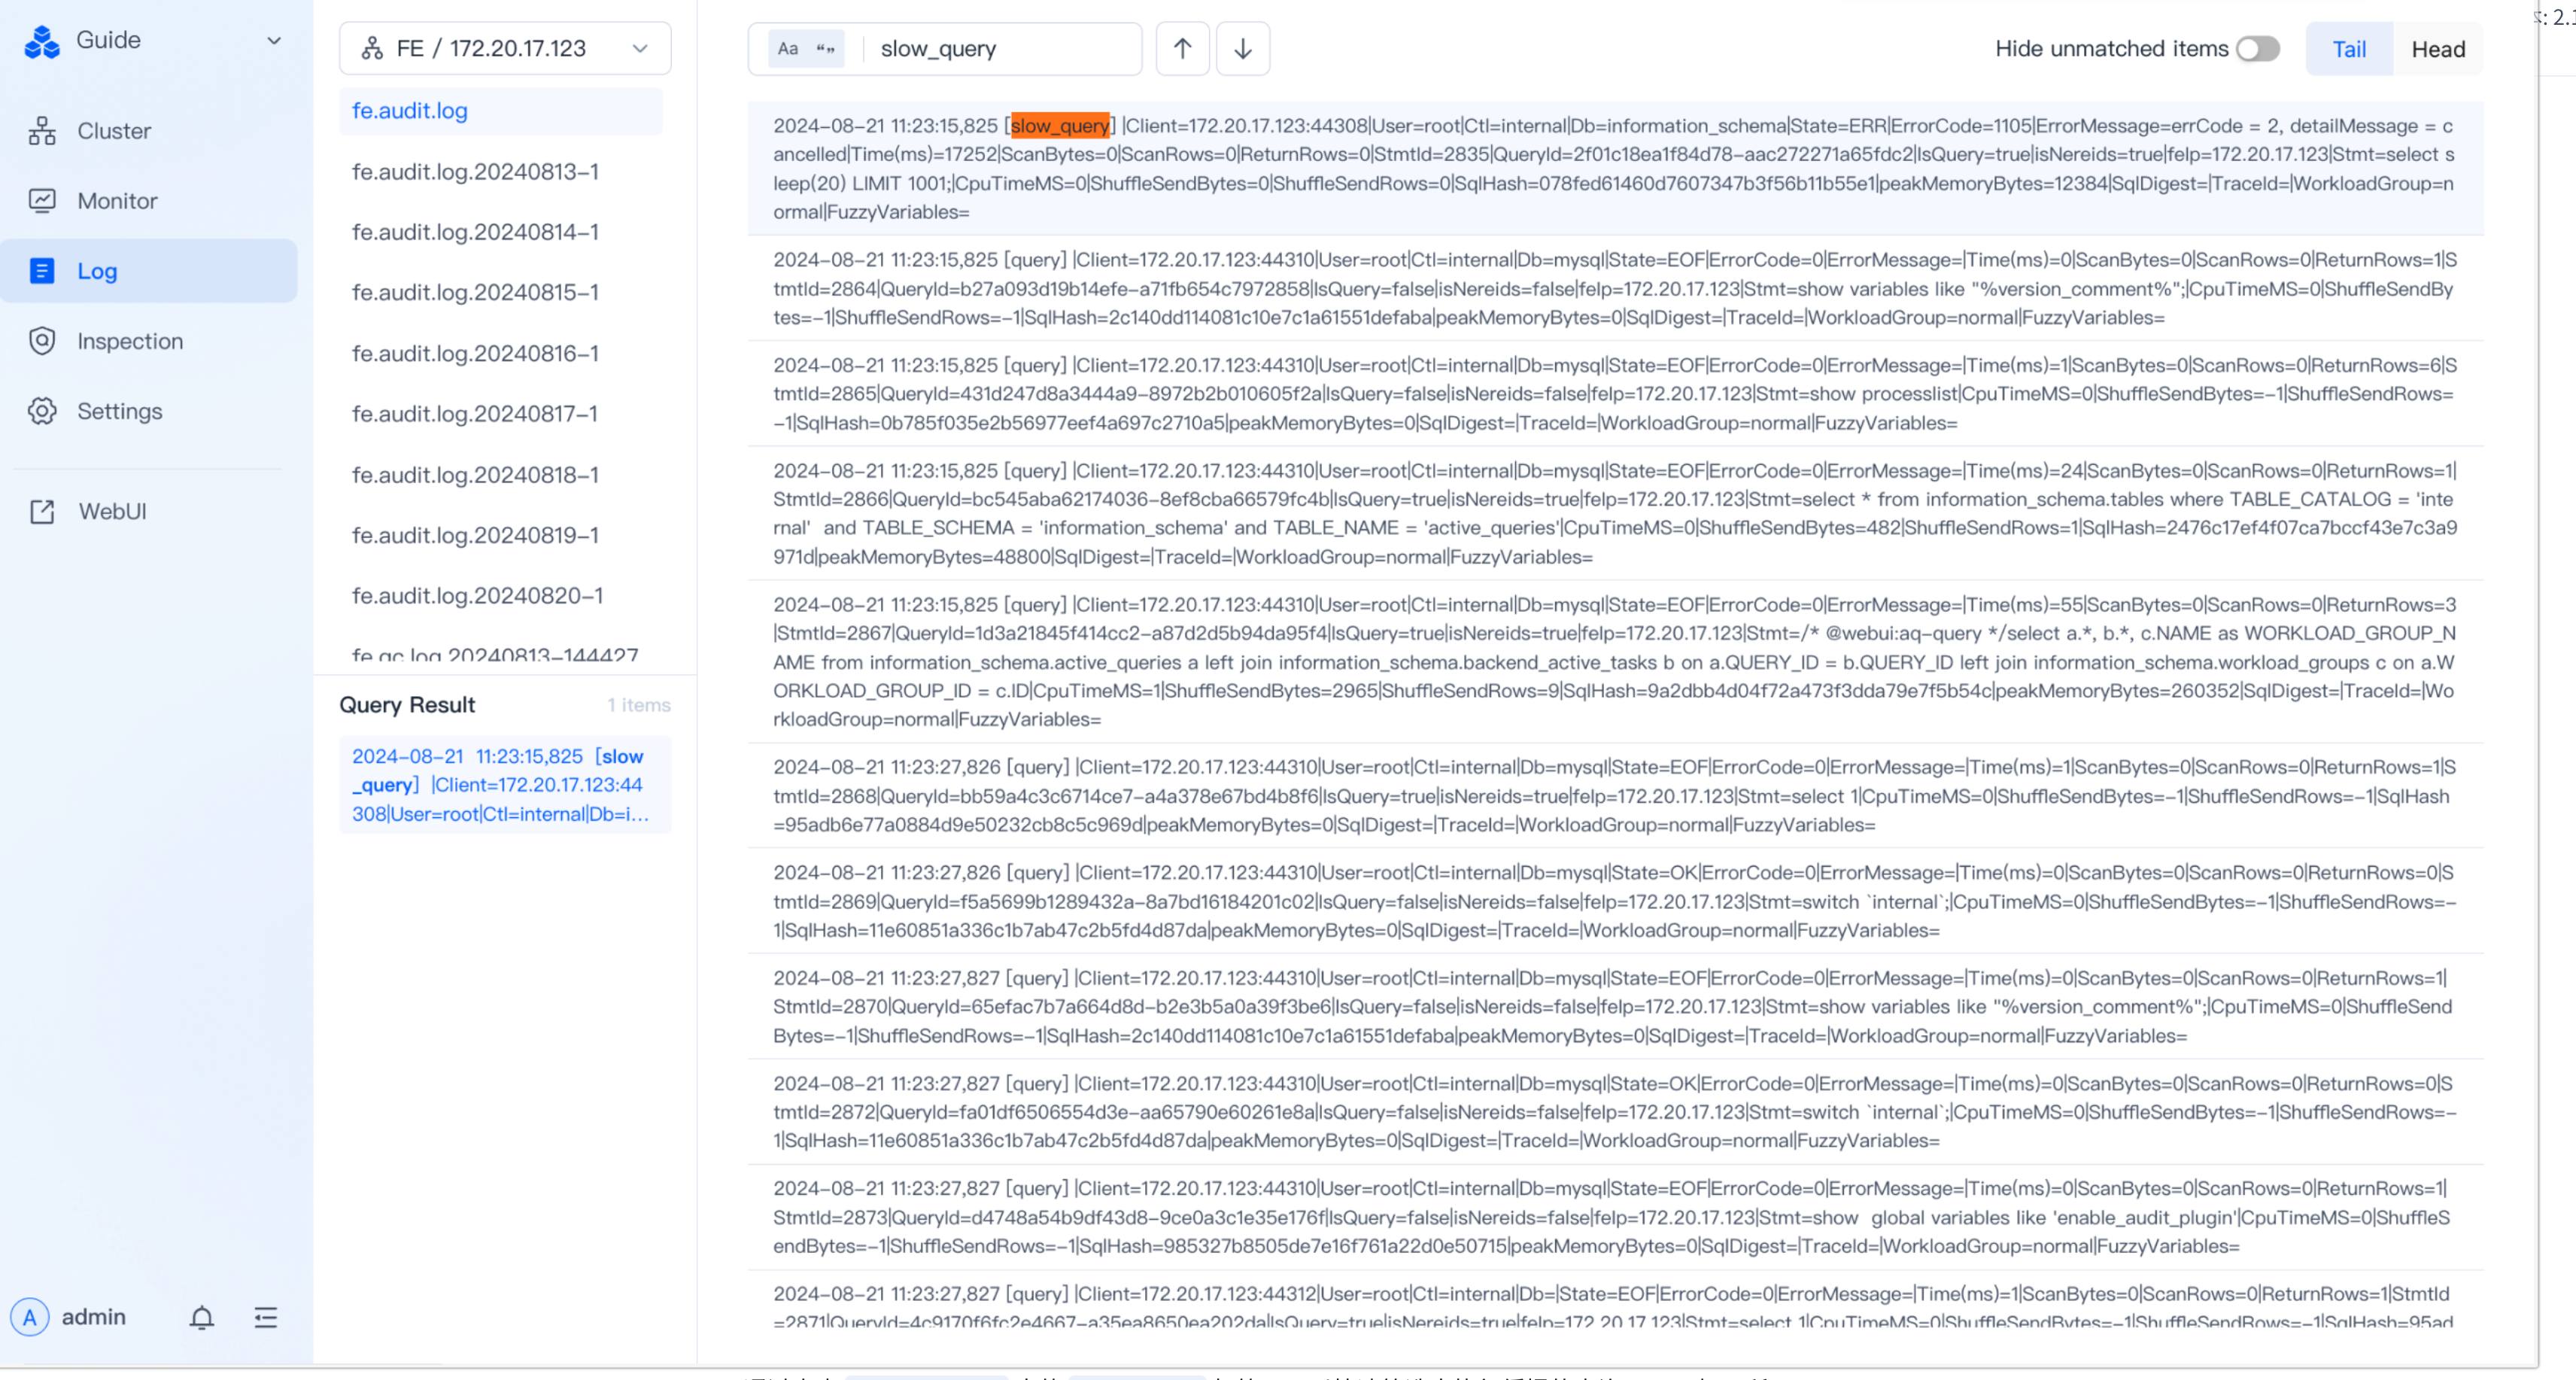 Guide
Cluster
Monitor
Log
Inspection
Settings
WebUI
A admin
FE / 172.20.17.123
fe.audit.log
fe.audit.log.20240813-1
fe.audit.log.20240814-1
fe.audit.log.20240815-1
fe.audit.log.20240816-1
fe.audit.log.20240817-1
fe.audit.log.20240818-1
fe.audit.log.20240819-1
fe.audit.log.20240820-1
fe.gc.log.20240813-144427
Query Result 1 items
2024-08-21 11:23:15,825 [slow
_query] |Client=172.20.17.123:44
308|User=root|Ctl=internal|Db=i...
Aa “” slow_query
Hide unmatched items Tail Head
: 2.1
2024-08-21 11:23:15,825 [slow_query] |Client=172.20.17.123:44308|User=root|Ctl=internal|Db=information_schema|State=ERR|ErrorCode=1105|ErrorMessage=errCode = 2, detailMessage = c
ancelled|Time(ms)=17252|ScanBytes=0|ScanRows=0|ReturnRows=0|StmtId=2835|QueryId=2f01c18ea1f84d78-aac272271a65fdc2|IsQuery=true|isNereids=true|feIp=172.20.17.123|Stmt=select s
leep(20) LIMIT 1001;|CpuTimeMS=0|ShuffleSendBytes=0|ShuffleSendRows=0|SqlHash=078fed61460d7607347b3f56b11b55e1|peakMemoryBytes=12384|SqlDigest=|TraceId=|WorkloadGroup=n
ormal|FuzzyVariables=
2024-08-21 11:23:15,825 [query] |Client=172.20.17.123:44310|User=root|Ctl=internal|Db=mysql|State=EOF|ErrorCode=0|ErrorMessage=|Time(ms)=0|ScanBytes=0|ScanRows=0|ReturnRows=1|S
tmtId=2864|QueryId=b27a093d19b14efe-a71fb654c7972858|IsQuery=false|isNereids=false|feIp=172.20.17.123|Stmt=show variables like "%version_comment%";|CpuTimeMS=0|ShuffleSendBy
tes=-1|ShuffleSendRows=-1|SqlHash=2c140dd114081c10e7c1a61551defaba|peakMemoryBytes=0|SqlDigest=|TraceId=|WorkloadGroup=normal|FuzzyVariables=
2024-08-21 11:23:15,825 [query] |Client=172.20.17.123:44310|User=root|Ctl=internal|Db=mysql|State=EOF|ErrorCode=0|ErrorMessage=|Time(ms)=1|ScanBytes=0|ScanRows=0|ReturnRows=6|S
tmtId=2865|QueryId=431d247d8a3444a9-8972b2b010605f2a|IsQuery=false|isNereids=false|feIp=172.20.17.123|Stmt=show processlist|CpuTimeMS=0|ShuffleSendBytes=-1|ShuffleSendRows=
-1|SqlHash=0b785f035e2b56977eef4a697c2710a5|peakMemoryBytes=0|SqlDigest=|TraceId=|WorkloadGroup=normal|FuzzyVariables=
2024-08-21 11:23:15,825 [query] |Client=172.20.17.123:44310|User=root|Ctl=internal|Db=mysql|State=EOF|ErrorCode=0|ErrorMessage=|Time(ms)=24|ScanBytes=0|ScanRows=0|ReturnRows=1|
StmtId=2866|QueryId=bc545aba62174036-8ef8cba66579fc4b|IsQuery=true|isNereids=true|feIp=172.20.17.123|Stmt=select * from information_schema.tables where TABLE_CATALOG = 'inte
rnal'  and TABLE_SCHEMA = 'information_schema' and TABLE_NAME = 'active_queries'|CpuTimeMS=0|ShuffleSendBytes=482|ShuffleSendRows=1|SqlHash=2476c17ef4f07ca7bccf43e7c3a9
971d|peakMemoryBytes=48800|SqlDigest=|TraceId=|WorkloadGroup=normal|FuzzyVariables=
2024-08-21 11:23:15,825 [query] |Client=172.20.17.123:44310|User=root|Ctl=internal|Db=mysql|State=EOF|ErrorCode=0|ErrorMessage=|Time(ms)=55|ScanBytes=0|ScanRows=0|ReturnRows=3
|StmtId=2867|QueryId=1d3a21845f414cc2-a87d2d5b94da95f4|IsQuery=true|isNereids=true|feIp=172.20.17.123|Stmt=/* @webui:aq-query */select a.*, b.*, c.NAME as WORKLOAD_GROUP_N
AME from information_schema.active_queries a left join information_schema.backend_active_tasks b on a.QUERY_ID = b.QUERY_ID left join information_schema.workload_groups c on a.W
ORKLOAD_GROUP_ID = c.ID|CpuTimeMS=1|ShuffleSendBytes=2965|ShuffleSendRows=9|SqlHash=9a2dbb4d04f72a473f3dda79e7f5b54c|peakMemoryBytes=260352|SqlDigest=|TraceId=|Wo
rkloadGroup=normal|FuzzyVariables=
2024-08-21 11:23:27,826 [query] |Client=172.20.17.123:44310|User=root|Ctl=internal|Db=mysql|State=EOF|ErrorCode=0|ErrorMessage=|Time(ms)=1|ScanBytes=0|ScanRows=0|ReturnRows=1|S
tmtId=2868|QueryId=bb59a4c3c6714ce7-a4a378e67bd4b8f6|IsQuery=true|isNereids=true|feIp=172.20.17.123|Stmt=select 1|CpuTimeMS=0|ShuffleSendBytes=-1|ShuffleSendRows=-1|SqlHash
=95adb6e77a0884d9e50232cb8c5c969d|peakMemoryBytes=0|SqlDigest=|TraceId=|WorkloadGroup=normal|FuzzyVariables=
2024-08-21 11:23:27,826 [query] |Client=172.20.17.123:44310|User=root|Ctl=internal|Db=mysql|State=OK|ErrorCode=0|ErrorMessage=|Time(ms)=0|ScanBytes=0|ScanRows=0|ReturnRows=0|S
tmtId=2869|QueryId=f5a5699b1289432a-8a7bd16184201c02|IsQuery=false|isNereids=false|feIp=172.20.17.123|Stmt=switch `internal`;|CpuTimeMS=0|ShuffleSendBytes=-1|ShuffleSendRows=-
1|SqlHash=11e60851a336c1b7ab47c2b5fd4d87da|peakMemoryBytes=0|SqlDigest=|TraceId=|WorkloadGroup=normal|FuzzyVariables=
2024-08-21 11:23:27,827 [query] |Client=172.20.17.123:44310|User=root|Ctl=internal|Db=mysql|State=EOF|ErrorCode=0|ErrorMessage=|Time(ms)=0|ScanBytes=0|ScanRows=0|ReturnRows=1|
StmtId=2870|QueryId=65efac7b7a664d8d-b2e3b5a0a39f3be6|IsQuery=false|isNereids=false|feIp=172.20.17.123|Stmt=show variables like "%version_comment%";|CpuTimeMS=0|ShuffleSend
Bytes=-1|ShuffleSendRows=-1|SqlHash=2c140dd114081c10e7c1a61551defaba|peakMemoryBytes=0|SqlDigest=|TraceId=|WorkloadGroup=normal|FuzzyVariables=
2024-08-21 11:23:27,827 [query] |Client=172.20.17.123:44310|User=root|Ctl=internal|Db=mysql|State=OK|ErrorCode=0|ErrorMessage=|Time(ms)=0|ScanBytes=0|ScanRows=0|ReturnRows=0|S
tmtId=2872|QueryId=fa01df6506554d3e-aa65790e60261e8a|IsQuery=false|isNereids=false|feIp=172.20.17.123|Stmt=switch `internal`;|CpuTimeMS=0|ShuffleSendBytes=-1|ShuffleSendRows=-
1|SqlHash=11e60851a336c1b7ab47c2b5fd4d87da|peakMemoryBytes=0|SqlDigest=|TraceId=|WorkloadGroup=normal|FuzzyVariables=
2024-08-21 11:23:27,827 [query] |Client=172.20.17.123:44310|User=root|Ctl=internal|Db=mysql|State=EOF|ErrorCode=0|ErrorMessage=|Time(ms)=0|ScanBytes=0|ScanRows=0|ReturnRows=1|
StmtId=2873|QueryId=d4748a54b9df43d8-9ce0a3c1e35e176f|IsQuery=false|isNereids=false|feIp=172.20.17.123|Stmt=show  global variables like 'enable_audit_plugin'|CpuTimeMS=0|ShuffleS
endBytes=-1|ShuffleSendRows=-1|SqlHash=985327b8505de7e16f761a22d0e50715|peakMemoryBytes=0|SqlDigest=|TraceId=|WorkloadGroup=normal|FuzzyVariables=
2024-08-21 11:23:27,827 [query] |Client=172.20.17.123:44312|User=root|Ctl=internal|Db=|State=EOF|ErrorCode=0|ErrorMessage=|Time(ms)=1|ScanBytes=0|ScanRows=0|ReturnRows=1|StmtId
=2871|QueryId=4c9170f6fc2e4667-a35ea8650ea202da|IsQuery=true|isNereids=true|feIp=172.20.17.123|Stmt=select 1|CpuTimeMS=0|ShuffleSendBytes=-1|ShuffleSendRows=-1|SqlHash=95ad